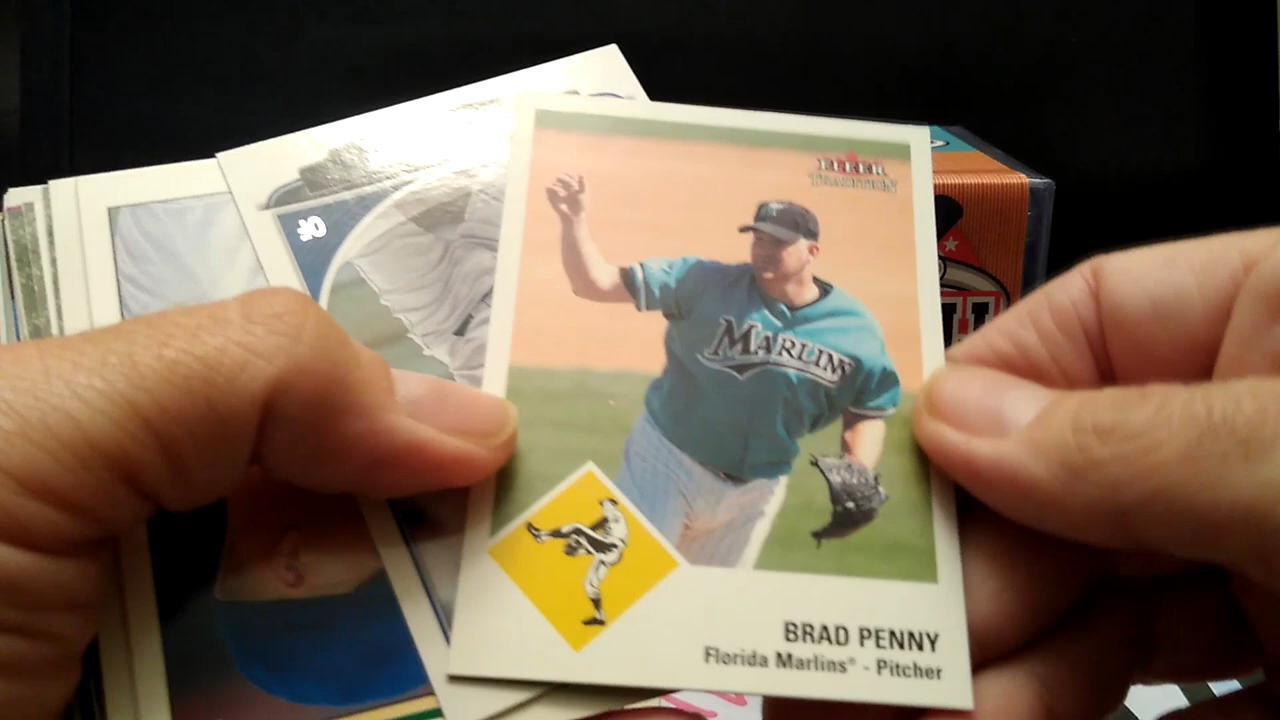 FLEER
TRADITION
MARLINS
BRAD PENNY
Florida Marlins® - Pitcher